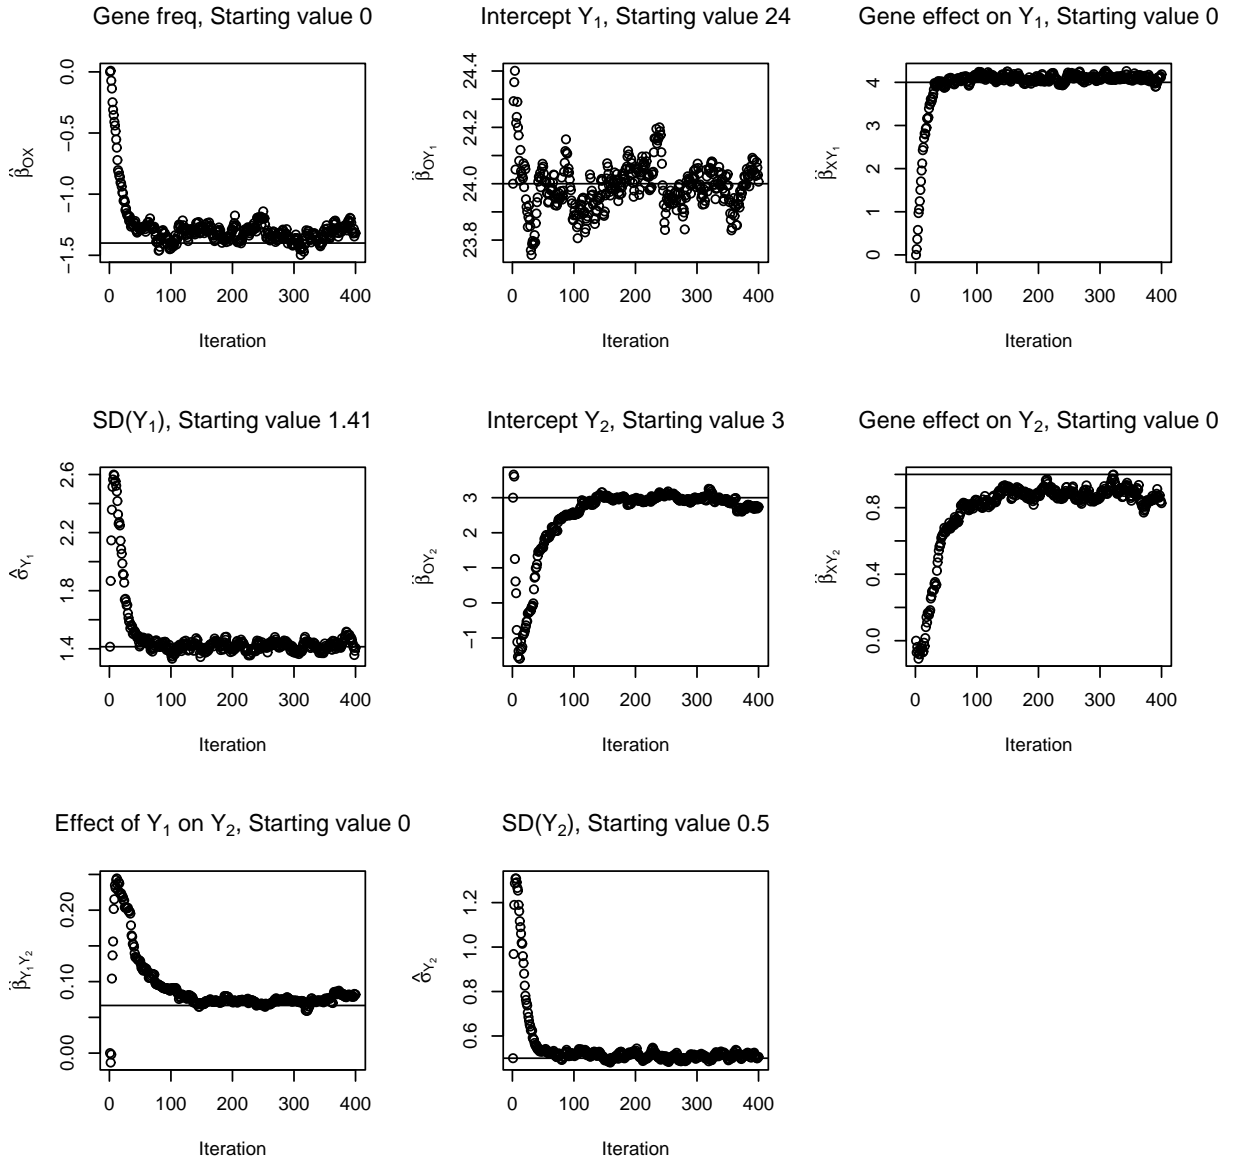 Gene freq, Starting value 0
β̂OX
0.0
−0.5
−1.0
−1.5
0 100 200 300 400
Iteration
Intercept Y₁, Starting value 24
β̂OY₁
24.4
24.2
24.0
23.8
0 100 200 300 400
Iteration
Gene effect on Y₁, Starting value 0
β̂XY₁
4
3
2
1
0
0 100 200 300 400
Iteration
SD(Y₁), Starting value 1.41
σ̂Y₁
2.6
2.2
1.8
1.4
0 100 200 300 400
Iteration
Intercept Y₂, Starting value 3
β̂OY₂
3
2
1
0
−1
0 100 200 300 400
Iteration
Gene effect on Y₂, Starting value 0
β̂XY₂
0.8
0.4
0.0
0 100 200 300 400
Iteration
Effect of Y₁ on Y₂, Starting value 0
β̂Y₁Y₂
0.20
0.10
0.00
0 100 200 300 400
Iteration
SD(Y₂), Starting value 0.5
σ̂Y₂
1.2
1.0
0.8
0.6
0 100 200 300 400
Iteration